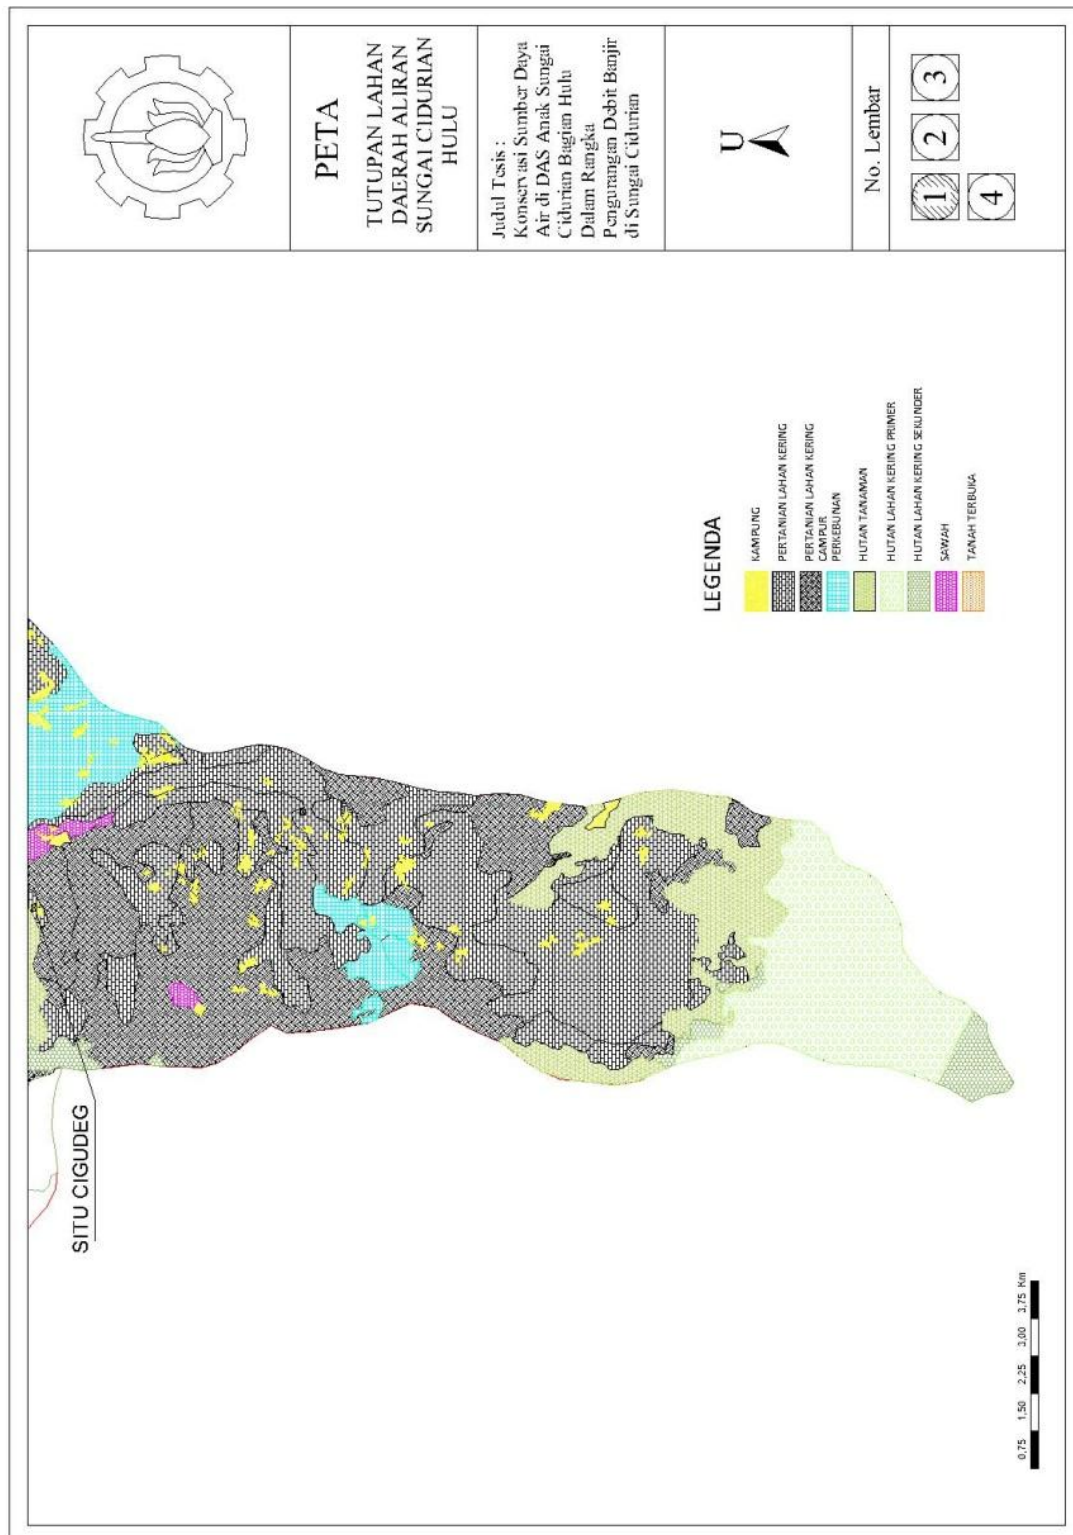 PETA
TUTUPAN LAHAN
DAERAH ALIRAN
SUNGAI CIDURIAN
HULU
Judul Tesis :
Konservasi Sumber Daya
Air di DAS Anak Sungai
Cidurian Bagian Hulu
Dalam Rangka
Pengurangan Debit Banjir
di Sungai Cidurian
U
No. Lembar
1 2 3
4
SITU CIGUDEG
LEGENDA
KAMPUNG
PERTANIAN LAHAN KERING
PERTANIAN LAHAN KERING
CAMPUR
PERKEBUNAN
HUTAN TANAMAN
HUTAN LAHAN KERING PRIMER
HUTAN LAHAN KERING SEKUNDER
SAWAH
TANAH TERBUKA
0,75 1,50 2,25 3,00 3,75 Km